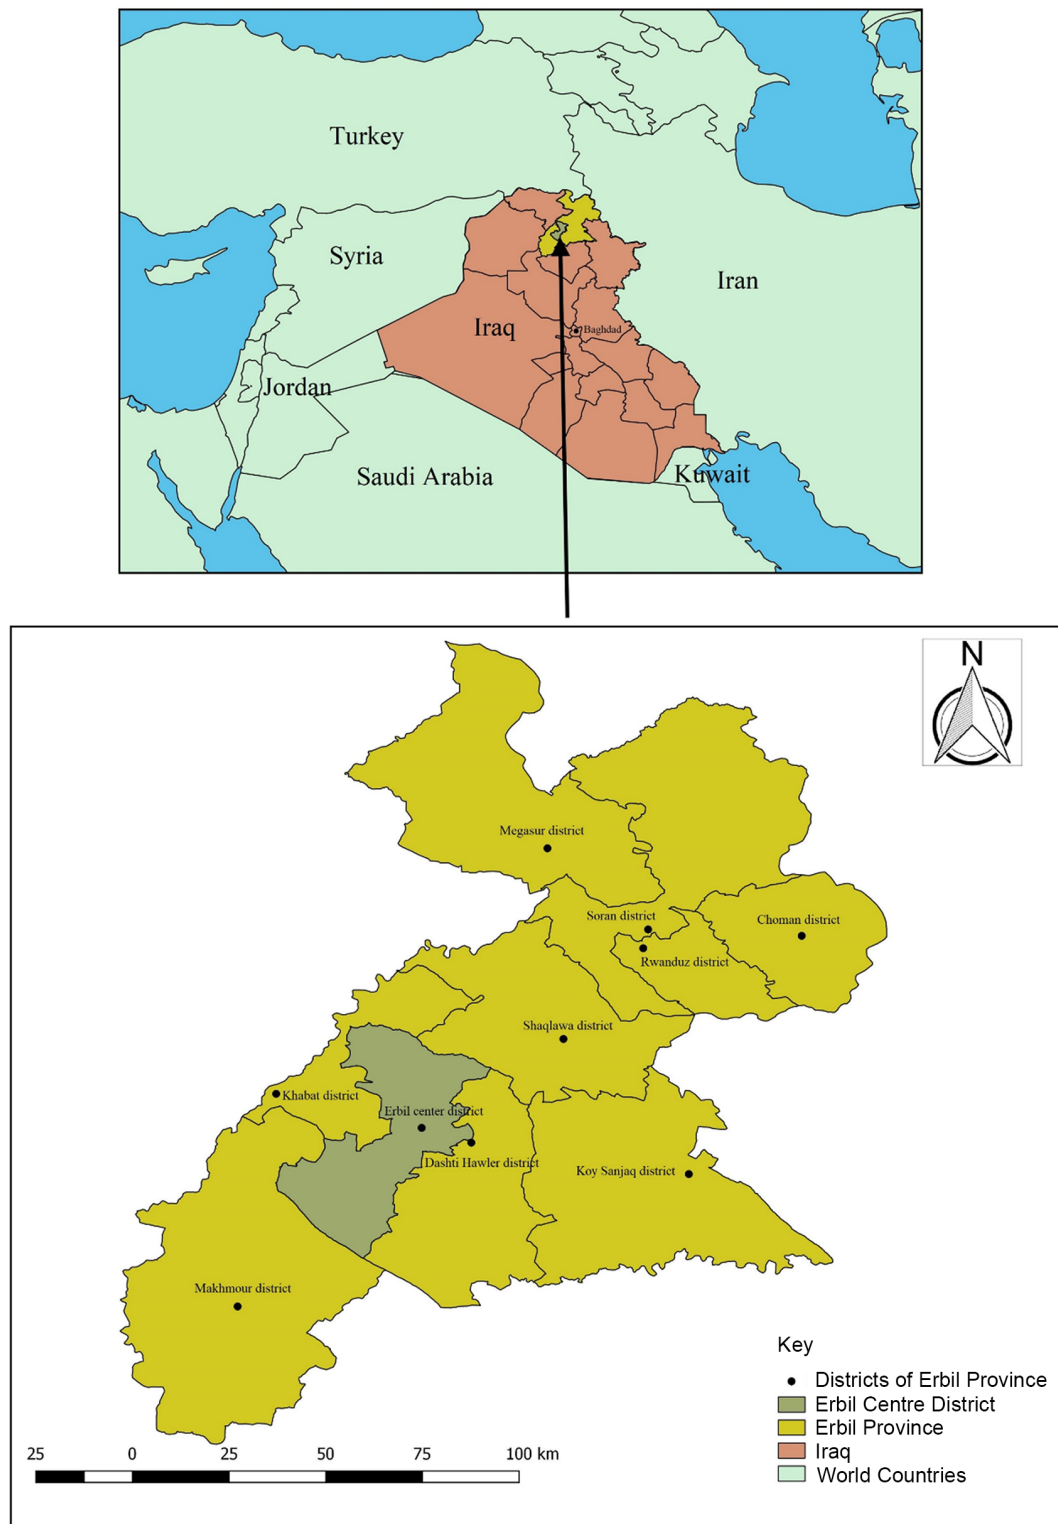 Turkey
Syria
Iran
Iraq
Baghdad
Jordan
Saudi Arabia
Kuwait
N
Megasur district
Soran district
Choman district
Rwanduz district
Shaqlawa district
Khabat district
Erbil center district
Dashti Hawler district
Koy Sanjaq district
Makhmour district
Key
Districts of Erbil Province
Erbil Centre District
Erbil Province
Iraq
World Countries
25 0 25 50 75 100 km